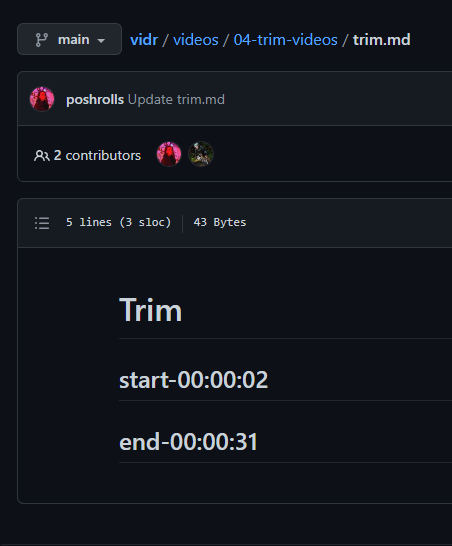 main vidr / videos / 04-trim-videos / trim.md
poshrolls Update trim.md
2 contributors
5 lines (3 sloc) 43 Bytes
Trim
start-00:00:02
end-00:00:31